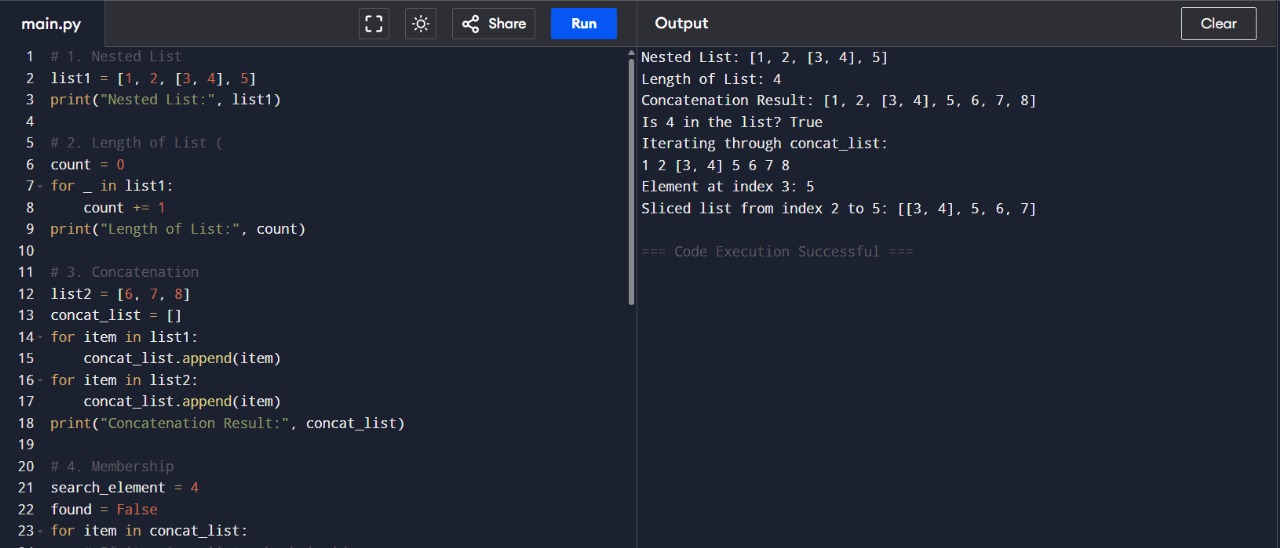 main.py
Share
Run
Output
Clear
1 # 1. Nested List
2 list1 = [1, 2, [3, 4], 5]
3 print("Nested List:", list1)
4
5 # 2. Length of List (
6 count = 0
7 for _ in list1:
8     count += 1
9 print("Length of List:", count)
10
11 # 3. Concatenation
12 list2 = [6, 7, 8]
13 concat_list = []
14 for item in list1:
15     concat_list.append(item)
16 for item in list2:
17     concat_list.append(item)
18 print("Concatenation Result:", concat_list)
19
20 # 4. Membership
21 search_element = 4
22 found = False
23 for item in concat_list:
Nested List: [1, 2, [3, 4], 5]
Length of List: 4
Concatenation Result: [1, 2, [3, 4], 5, 6, 7, 8]
Is 4 in the list? True
Iterating through concat_list:
1 2 [3, 4] 5 6 7 8
Element at index 3: 5
Sliced list from index 2 to 5: [[3, 4], 5, 6, 7]
=== Code Execution Successful ===